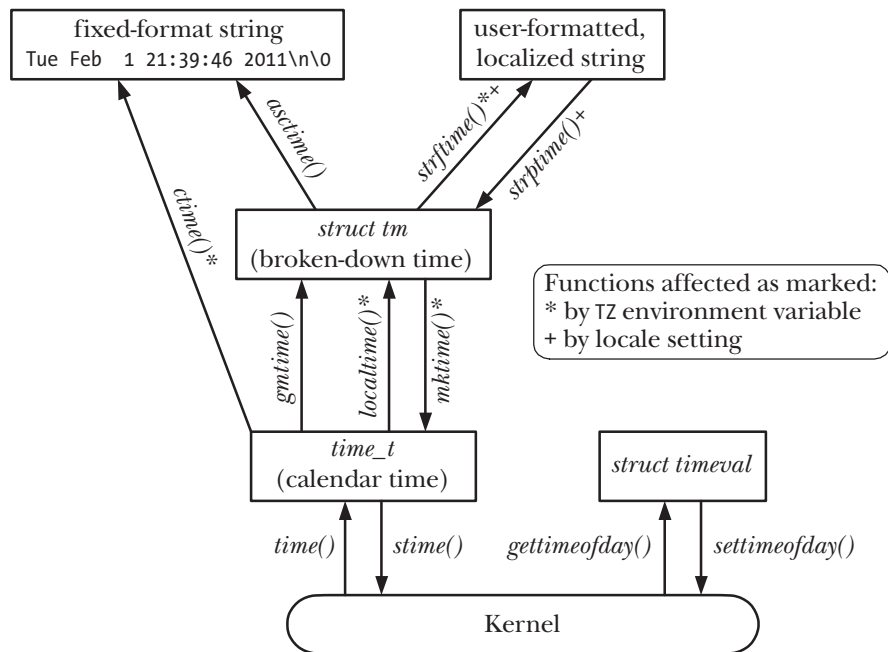 fixed-format string
Tue Feb  1 21:39:46 2011\n\0
user-formatted,
localized string
asctime()
strftime()*+
strptime()+
ctime()*
struct tm
(broken-down time)
Functions affected as marked:
* by TZ environment variable
+ by locale setting
gmtime()
localtime()*
mktime()*
time_t
(calendar time)
struct timeval
time()
stime()
gettimeofday()
settimeofday()
Kernel